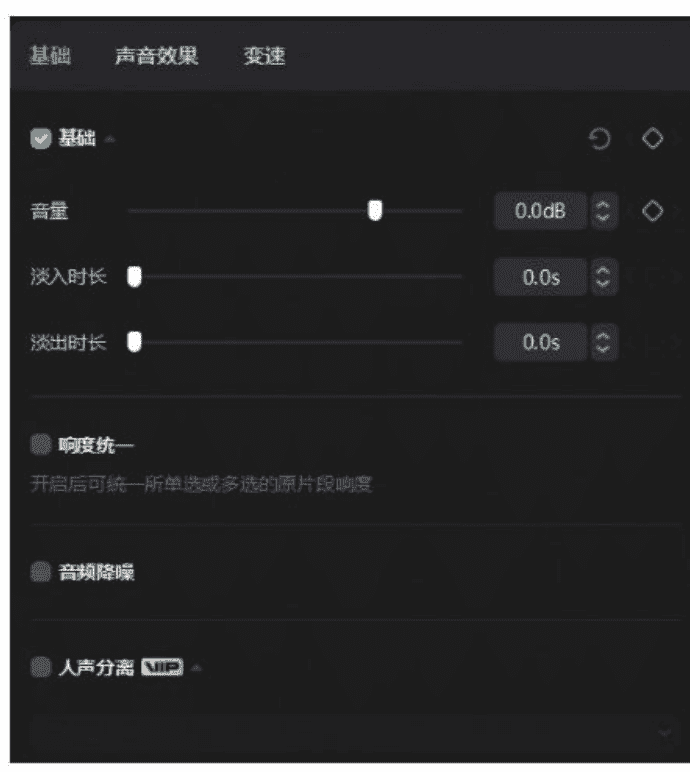 基础 声音效果 变速
基础
音量 0.0dB
淡入时长 0.0s
淡出时长 0.0s
响度统一
开启后可统一所单选或多选的原片段响度
音频降噪
人声分离 VIP